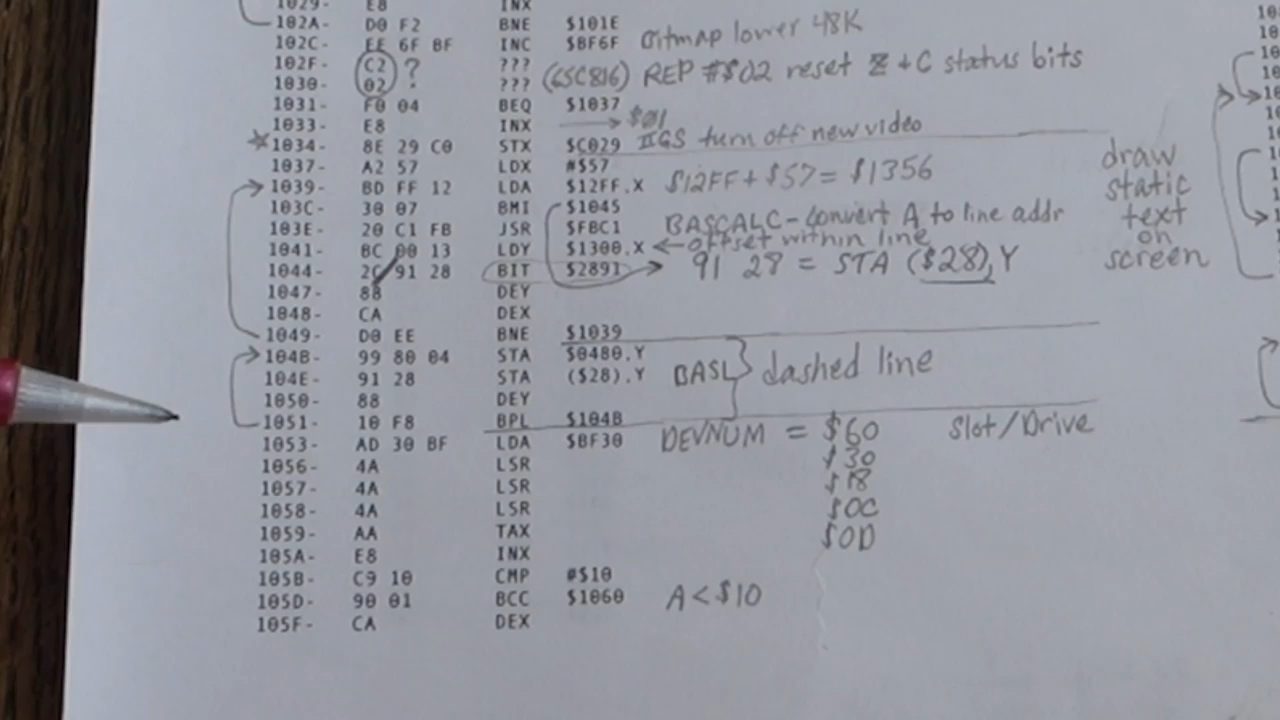 1029- E8 INX
102A- D0 F2 BNE $101E
102C- EE 6F BF INC $BF6F Bitmap lower 48K
102F- C2 ? ??? (65C816) REP #$02 reset Z + C status bits
1030- 02 ???
1031- F0 04 BEQ $1037
1033- E8 INX → $01
*1034- 8E 29 C0 STX $C029 IIGS turn off new video
1037- A2 57 LDX #$57
1039- BD FF 12 LDA $12FF,X $12FF + $57 = $1356
103C- 30 07 BMI $1045
103E- 20 C1 FB JSR $FBC1 BASCALC - convert A to line addr
1041- BC 00 13 LDY $1300,X ← offset within line
1044- 2C 91 28 BIT $2891 → 91 28 = STA ($28),Y
1047- 88 DEY
1048- CA DEX
1049- D0 EE BNE $1039
draw
static
text
on
screen
104B- 99 80 04 STA $0480,Y
104E- 91 28 STA ($28),Y BASL } dashed line
1050- 88 DEY
1051- 10 F8 BPL $104B
1053- AD 30 BF LDA $BF30 DEVNUM = $60 Slot/Drive
1056- 4A LSR $30
1057- 4A LSR $18
1058- 4A LSR $0C
1059- AA TAX $0D
105A- E8 INX
105B- C9 10 CMP #$10
105D- 90 01 BCC $1060 A < $10
105F- CA DEX